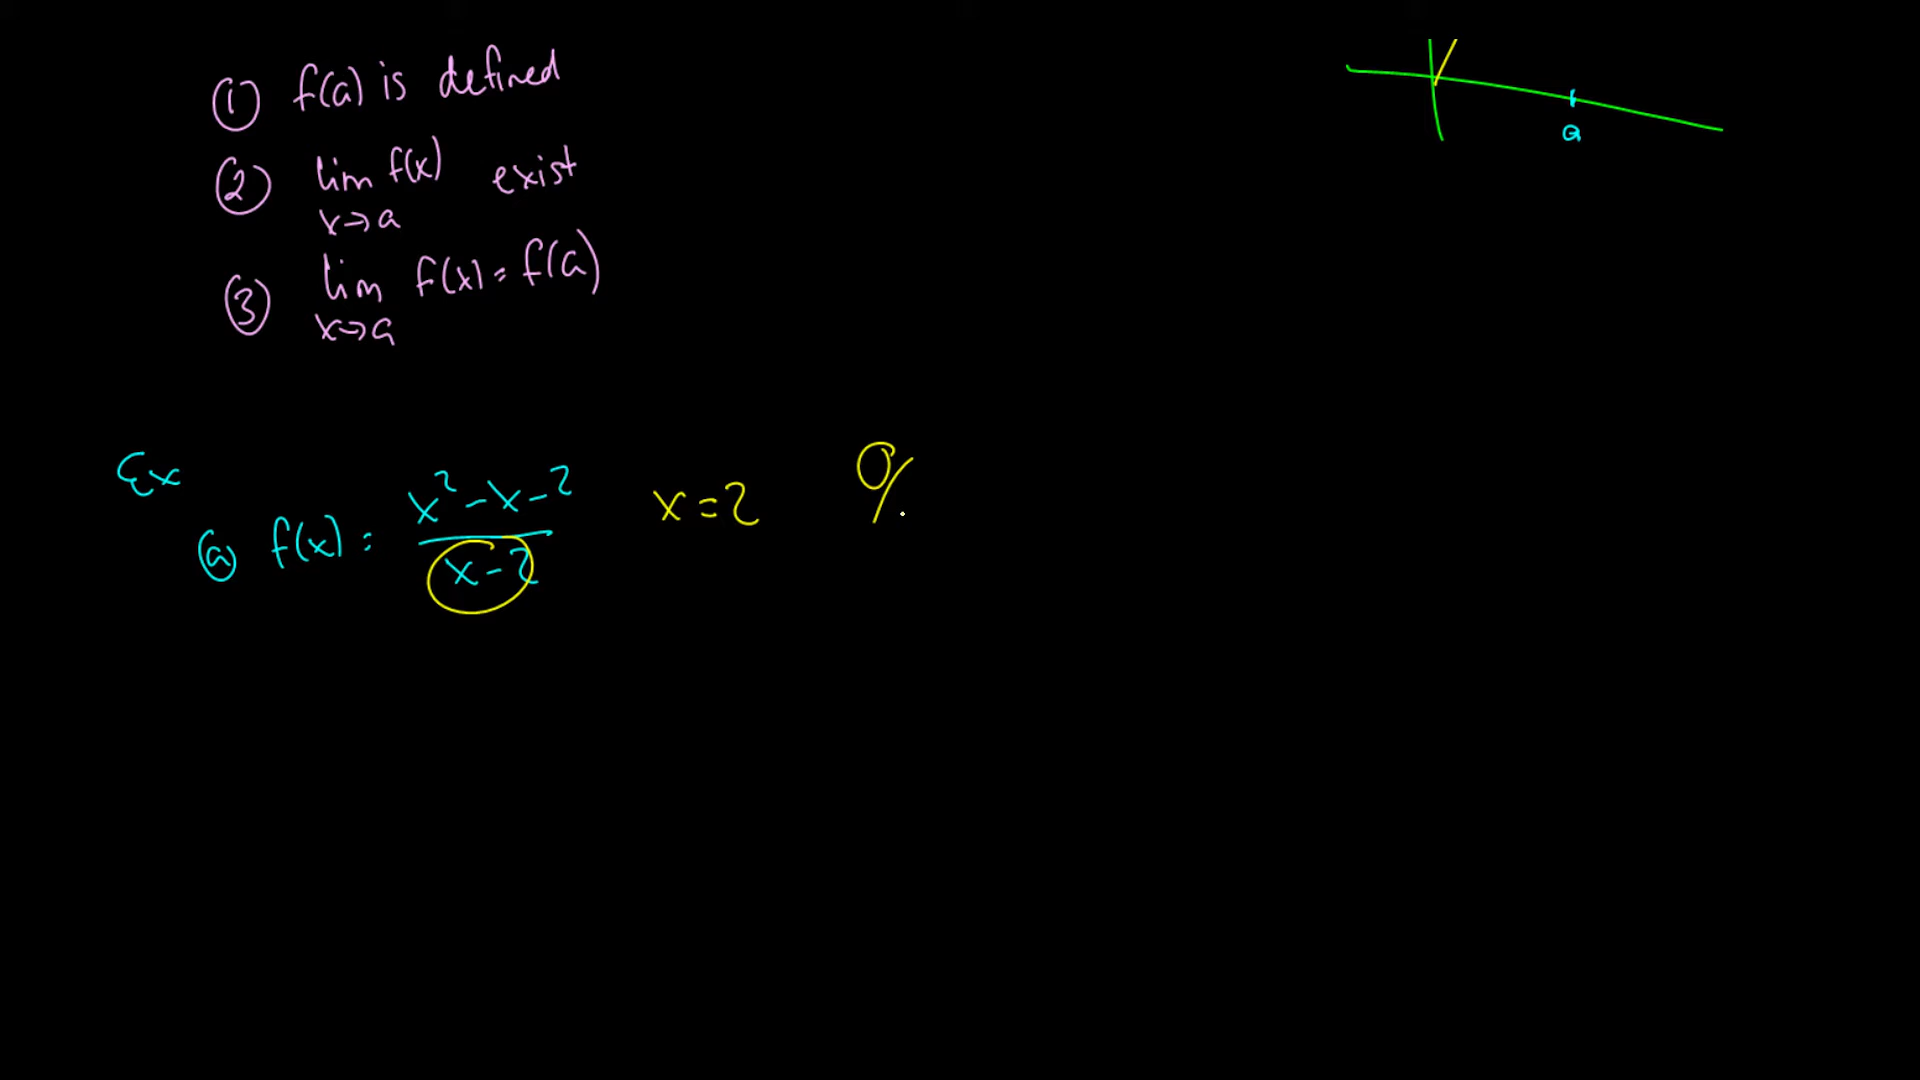 ① f(a) is defined
② lim f(x) exist
x→a
③ lim f(x) = f(a)
x→a
a
Ex
ⓐ f(x) = x² - x - 2 / x - 2 x = 2 0/